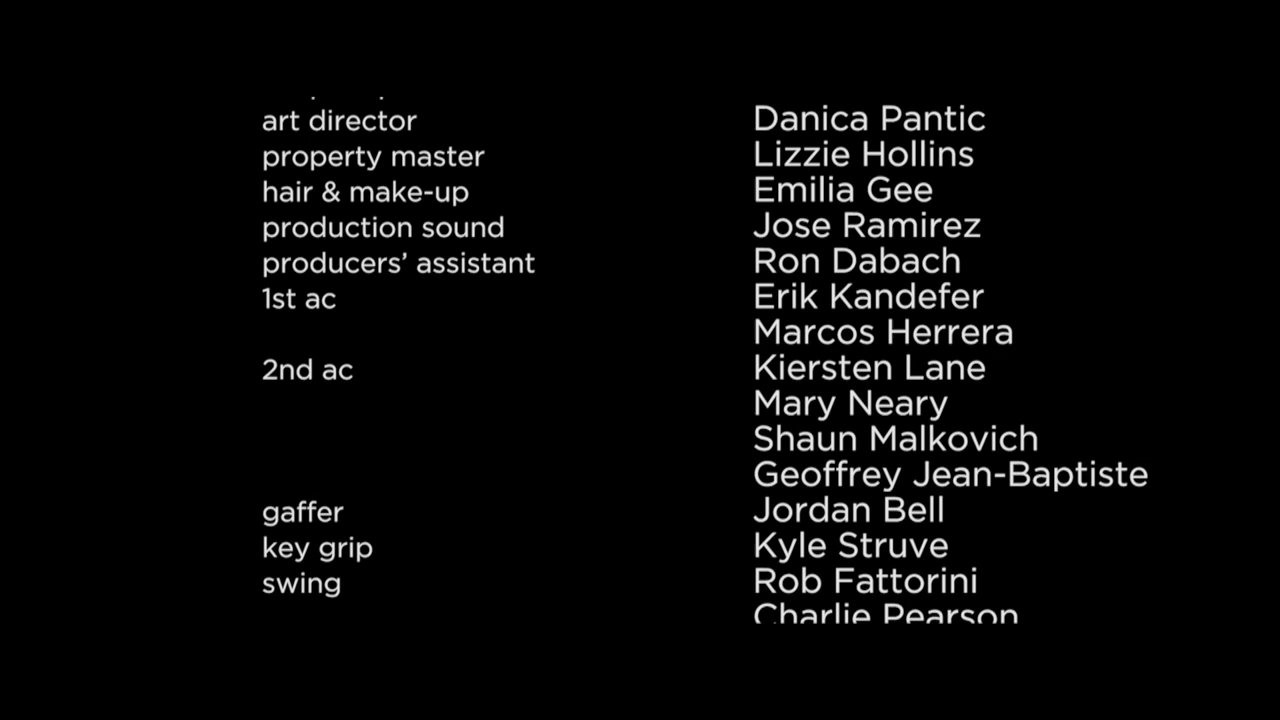 art director Danica Pantic
property master Lizzie Hollins
hair & make-up Emilia Gee
production sound Jose Ramirez
producers’ assistant Ron Dabach
1st ac Erik Kandefer
Marcos Herrera
2nd ac Kiersten Lane
Mary Neary
Shaun Malkovich
Geoffrey Jean-Baptiste
gaffer Jordan Bell
key grip Kyle Struve
swing Rob Fattorini
Charlie Pearson